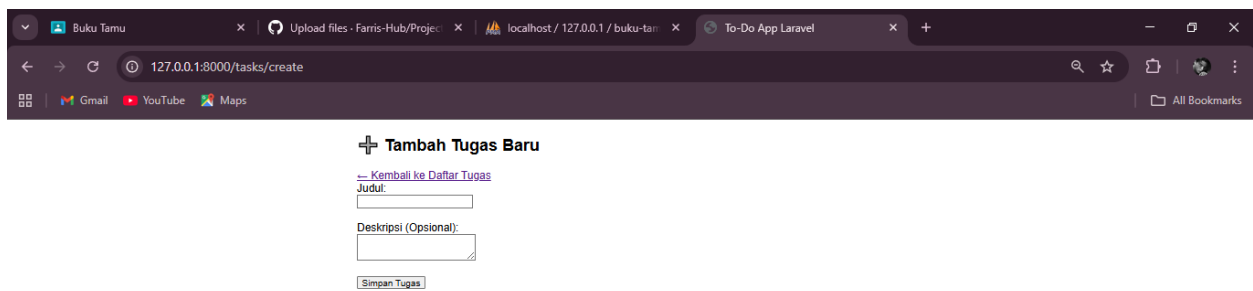 Buku Tamu
Upload files · Farris-Hub/Projec
localhost / 127.0.0.1 / buku-tam
To-Do App Laravel
127.0.0.1:8000/tasks/create
Gmail
YouTube
Maps
All Bookmarks
Tambah Tugas Baru
← Kembali ke Daftar Tugas
Judul:
Deskripsi (Opsional):
Simpan Tugas